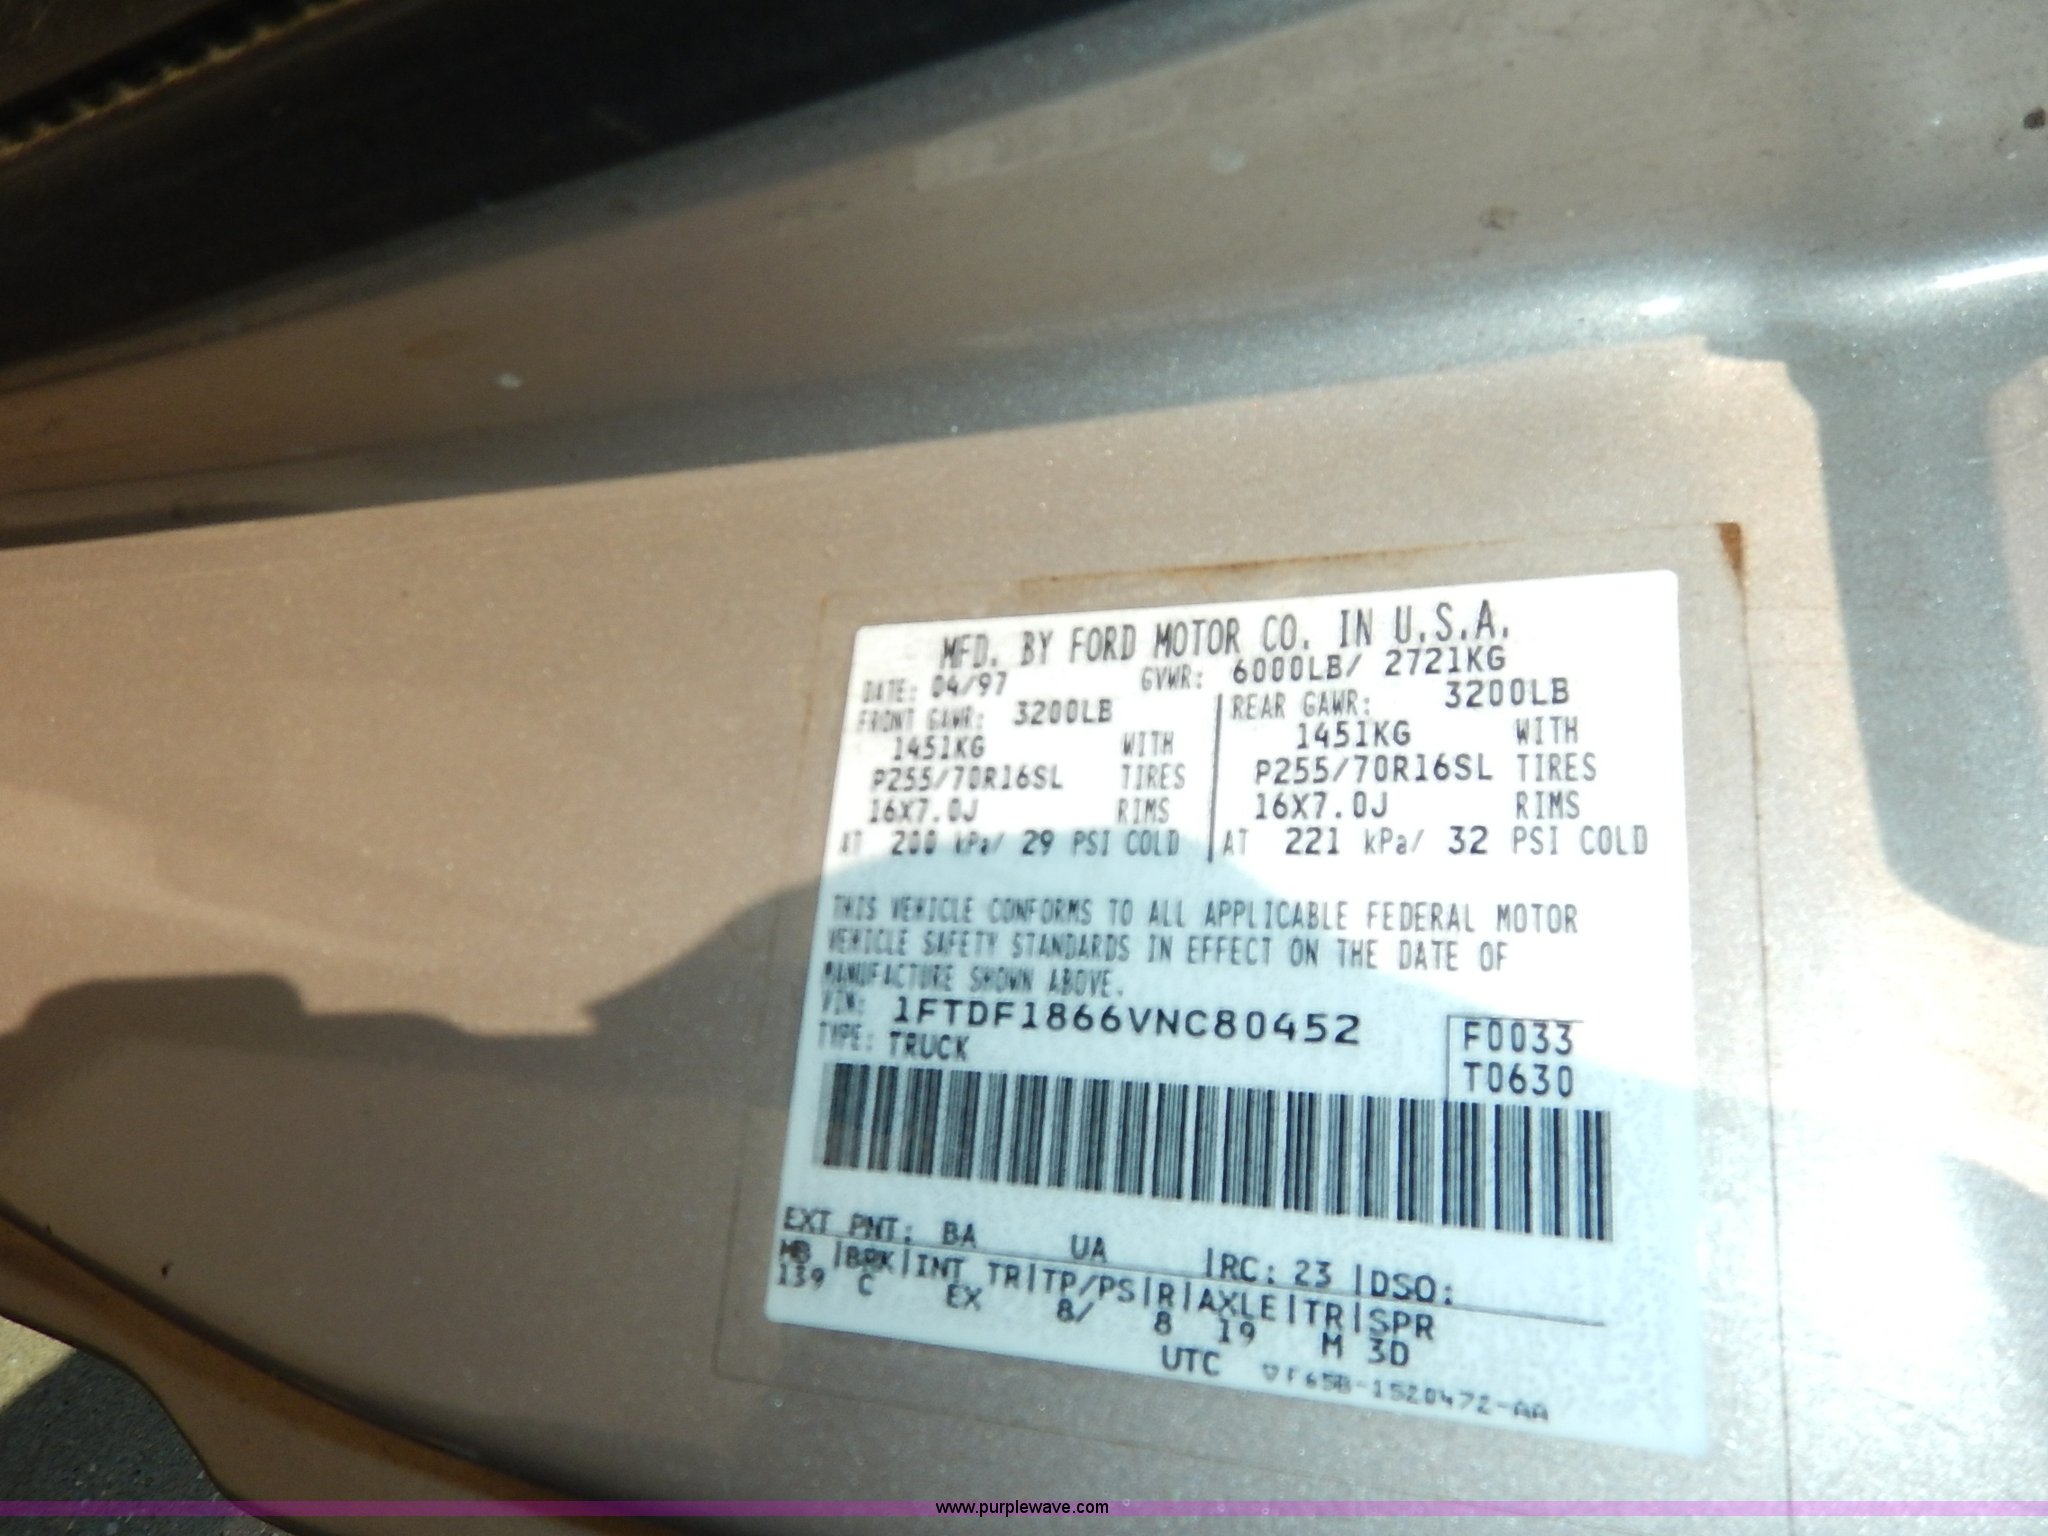 MFD. BY FORD MOTOR CO. IN U.S.A.
DATE: 04/97 GVWR: 6000LB/ 2721KG
FRONT GAWR: 3200LB REAR GAWR: 3200LB
1451KG WITH 1451KG WITH
P255/70R16SL TIRES P255/70R16SL TIRES
16X7.0J RIMS 16X7.0J RIMS
AT 200 kPa/ 29 PSI COLD AT 221 kPa/ 32 PSI COLD
THIS VEHICLE CONFORMS TO ALL APPLICABLE FEDERAL MOTOR
VEHICLE SAFETY STANDARDS IN EFFECT ON THE DATE OF
MANUFACTURE SHOWN ABOVE.
VIN: 1FTDF1866VNC80452 F0033
TYPE: TRUCK T0630
EXT PNT: BA UA |RC: 23 |DSO:
WB |BRK|INT TR|TP/PS|R|AXLE|TR|SPR
139 C EX 8/ 8 19 M 3D
UTC F65B-1520472-AA
www.purplewave.com